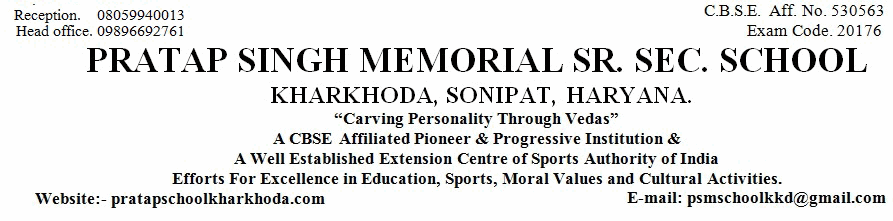 Reception. 08059940013
C.B.S.E. Aff. No. 530563
Head office. 09896692761
Exam Code. 20176
PRATAP SINGH MEMORIAL SR. SEC. SCHOOL
KHARKHODA, SONIPAT, HARYANA.
“Carving Personality Through Vedas”
A CBSE Affiliated Pioneer & Progressive Institution &
A Well Established Extension Centre of Sports Authority of India
Efforts For Excellence in Education, Sports, Moral Values and Cultural Activities.
Website:- pratapschoolkharkhoda.com
E-mail: psmschoolkkd@gmail.com